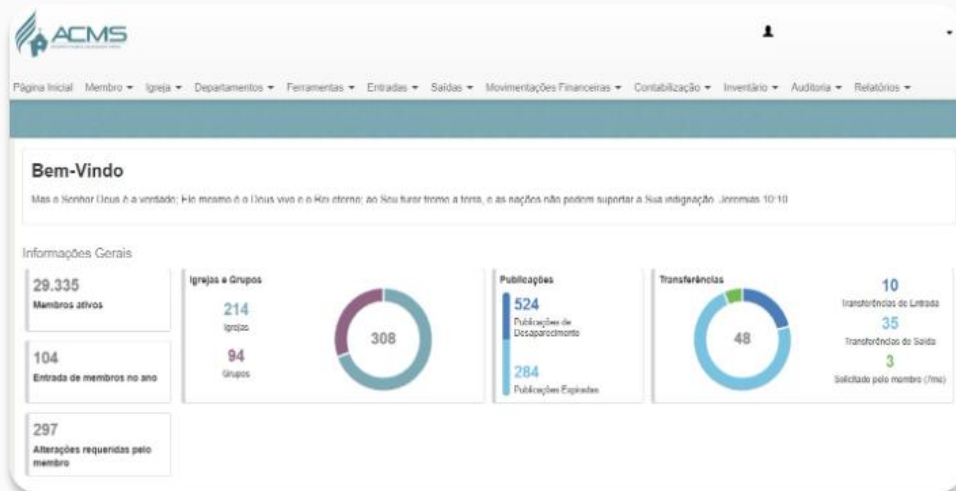 ACMS
Página Inicial Membro Igreja Departamentos Ferramentas Entradas Saídas Movimentações Financeiras Contabilização Inventário Auditoria Relatórios
Bem-Vindo
Mas o Senhor Deus é a verdade; Ele mesmo é o Deus vivo e o Rei eterno; ao Seu furor treme a terra, e as nações não podem suportar a Sua indignação. Jeremias 10:10
Informações Gerais
29.335
Membros ativos
104
Entrada de membros no ano
297
Alterações requeridas pelo
membro
Igrejas e Grupos
214
Igrejas
94
Grupos
308
Publicações
524
Publicações de
Desaparecimento
284
Publicações Expiradas
Transferências
48
10
Transferências de Entrada
35
Transferências de Saída
3
Solicitado pelo membro (7me)